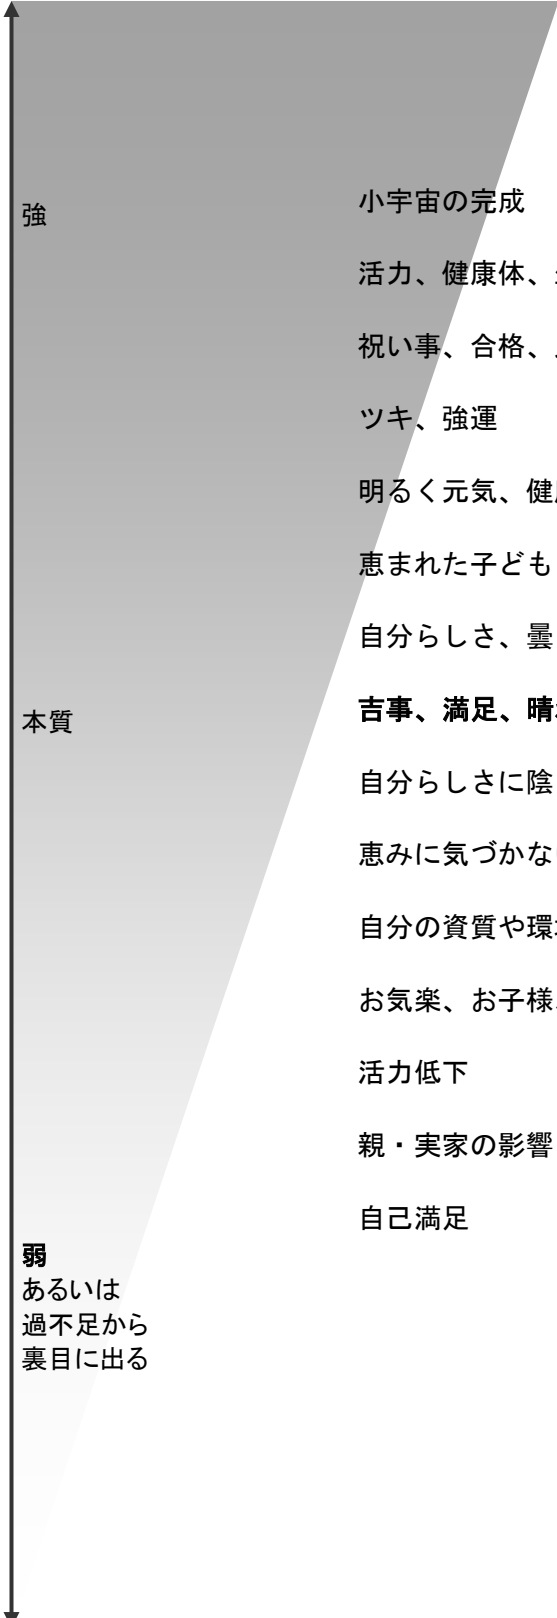 強
小宇宙の完成
活力、健康体、
祝い事、合格、
ツキ、強運
明るく元気、健
恵まれた子ども
自分らしさ、曇
本質
吉事、満足、晴
自分らしさに陰
恵みに気づかな
自分の資質や環
お気楽、お子様
活力低下
親・実家の影響
自己満足
弱
あるいは
過不足から
裏目に出る